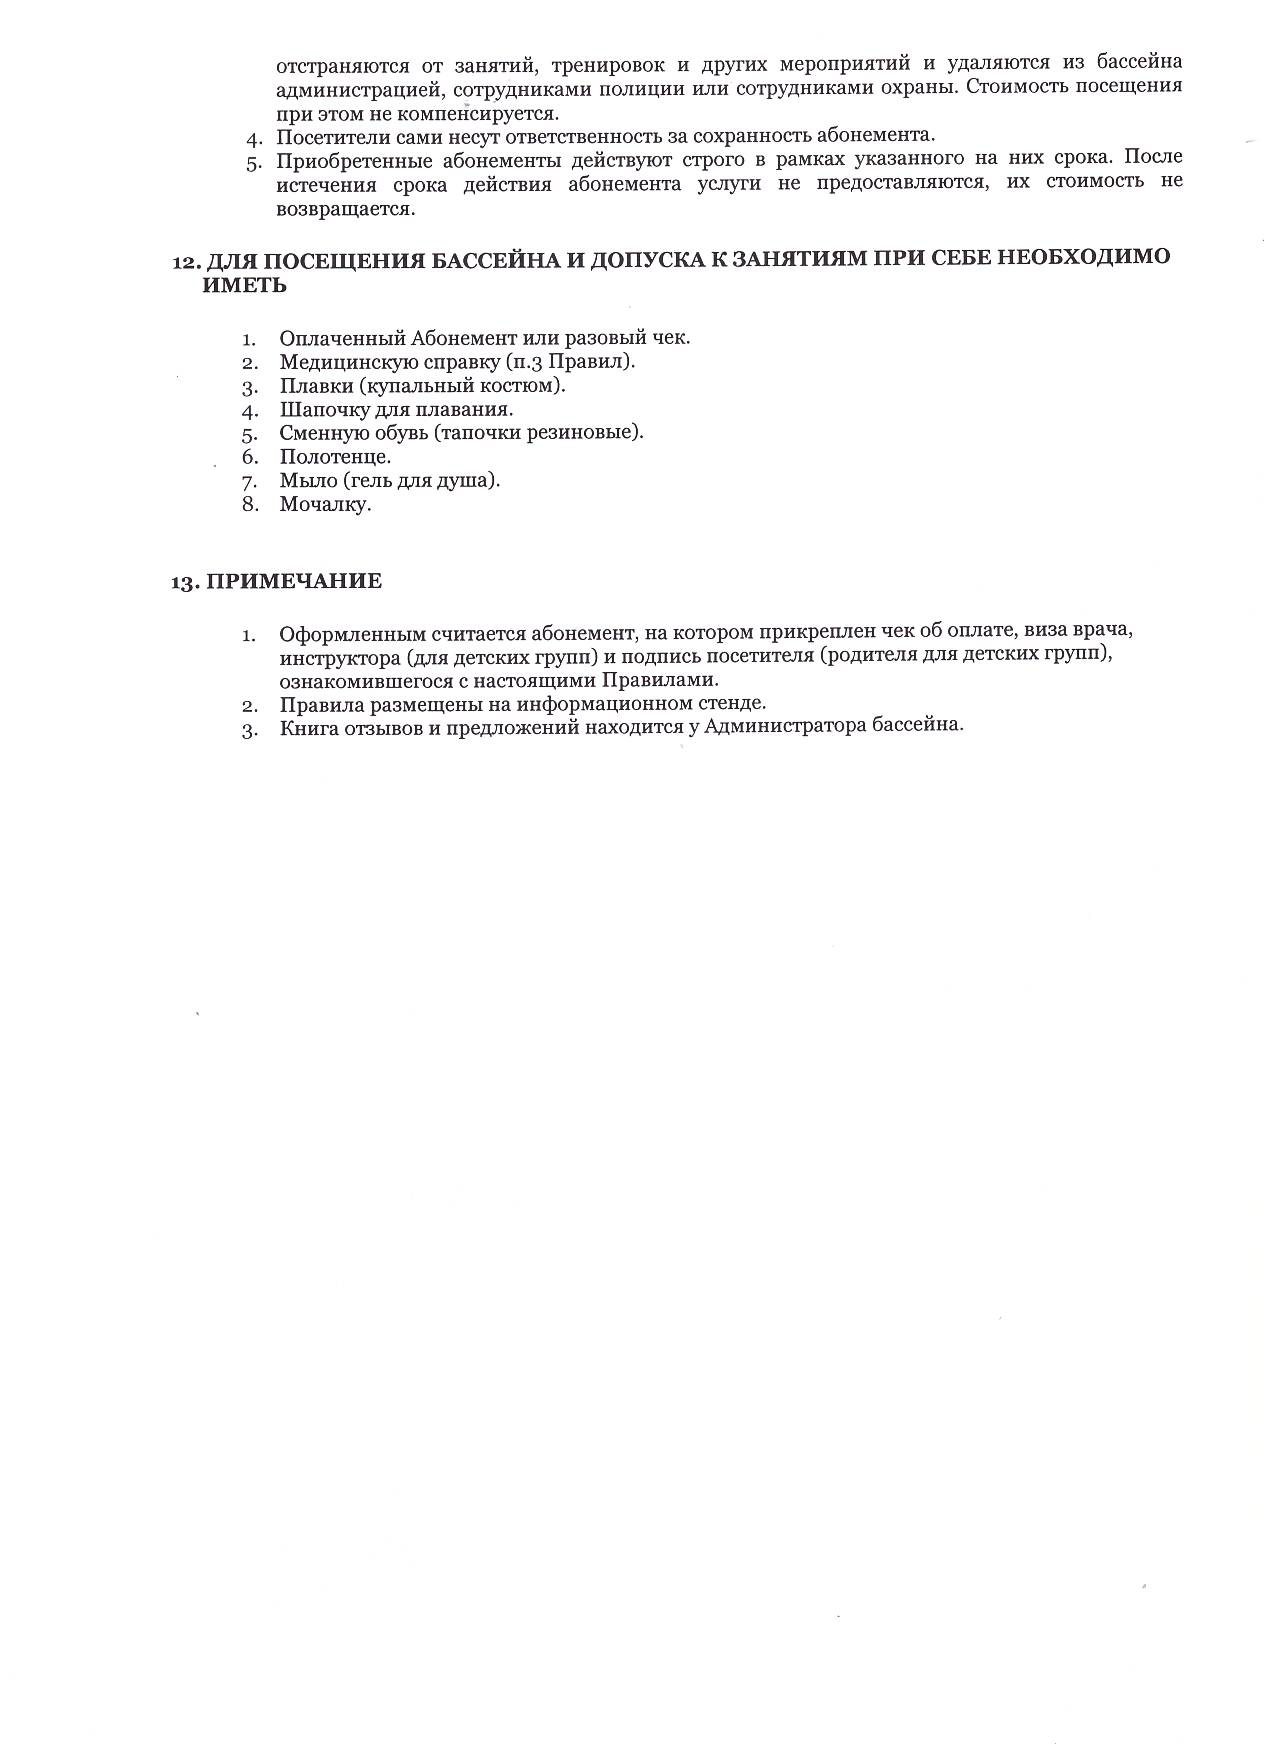 отстраняются от занятий, тренировок и других мероприятий и удаляются из бассейна
администрацией, сотрудниками полиции или сотрудниками охраны. Стоимость посещения
при этом не компенсируется.
4. Посетители сами несут ответственность за сохранность абонемента.
5. Приобретенные абонементы действуют строго в рамках указанного на них срока. После
истечения срока действия абонемента услуги не предоставляются, их стоимость не
возвращается.
12. ДЛЯ ПОСЕЩЕНИЯ БАССЕЙНА И ДОПУСКА К ЗАНЯТИЯМ ПРИ СЕБЕ НЕОБХОДИМО
ИМЕТЬ
1. Оплаченный Абонемент или разовый чек.
2. Медицинскую справку (п.3 Правил).
3. Плавки (купальный костюм).
4. Шапочку для плавания.
5. Сменную обувь (тапочки резиновые).
6. Полотенце.
7. Мыло (гель для душа).
8. Мочалку.
13. ПРИМЕЧАНИЕ
1. Оформленным считается абонемент, на котором прикреплен чек об оплате, виза врача,
инструктора (для детских групп) и подпись посетителя (родителя для детских групп),
ознакомившегося с настоящими Правилами.
2. Правила размещены на информационном стенде.
3. Книга отзывов и предложений находится у Администратора бассейна.